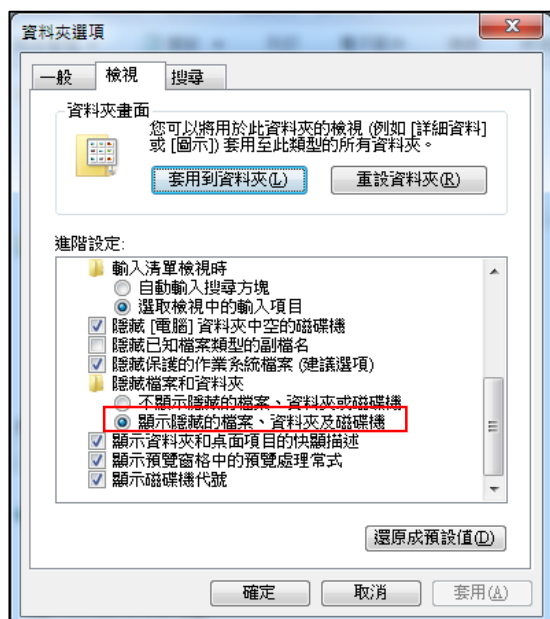 資料夾選項
一般
檢視
搜尋
資料夾畫面
您可以將用於此資料夾的檢視 (例如 [詳細資料]
或 [圖示]) 套用至此類型的所有資料夾。
套用到資料夾(L)
重設資料夾(R)
進階設定:
輸入清單檢視時
自動輸入搜尋方塊
選取檢視中的輸入項目
隱藏 [電腦] 資料夾中空的磁碟機
隱藏已知檔案類型的副檔名
隱藏保護的作業系統檔案 (建議選項)
隱藏檔案和資料夾
不顯示隱藏的檔案、資料夾或磁碟機
顯示隱藏的檔案、資料夾及磁碟機
顯示資料夾和桌面項目的快顯描述
顯示預覽窗格中的預覽處理常式
顯示磁碟機代號
還原成預設值(D)
確定
取消
套用(A)